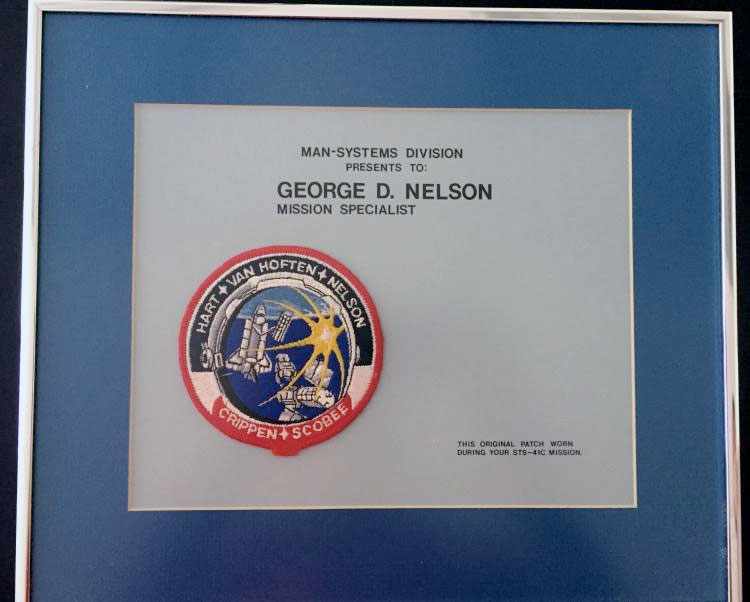 MAN-SYSTEMS DIVISION
PRESENTS TO:
GEORGE D. NELSON
MISSION SPECIALIST
HART VAN HOFTEN NELSON
CRIPPEN SCOBEE
THIS ORIGINAL PATCH WORN
DURING YOUR STS-41C MISSION.